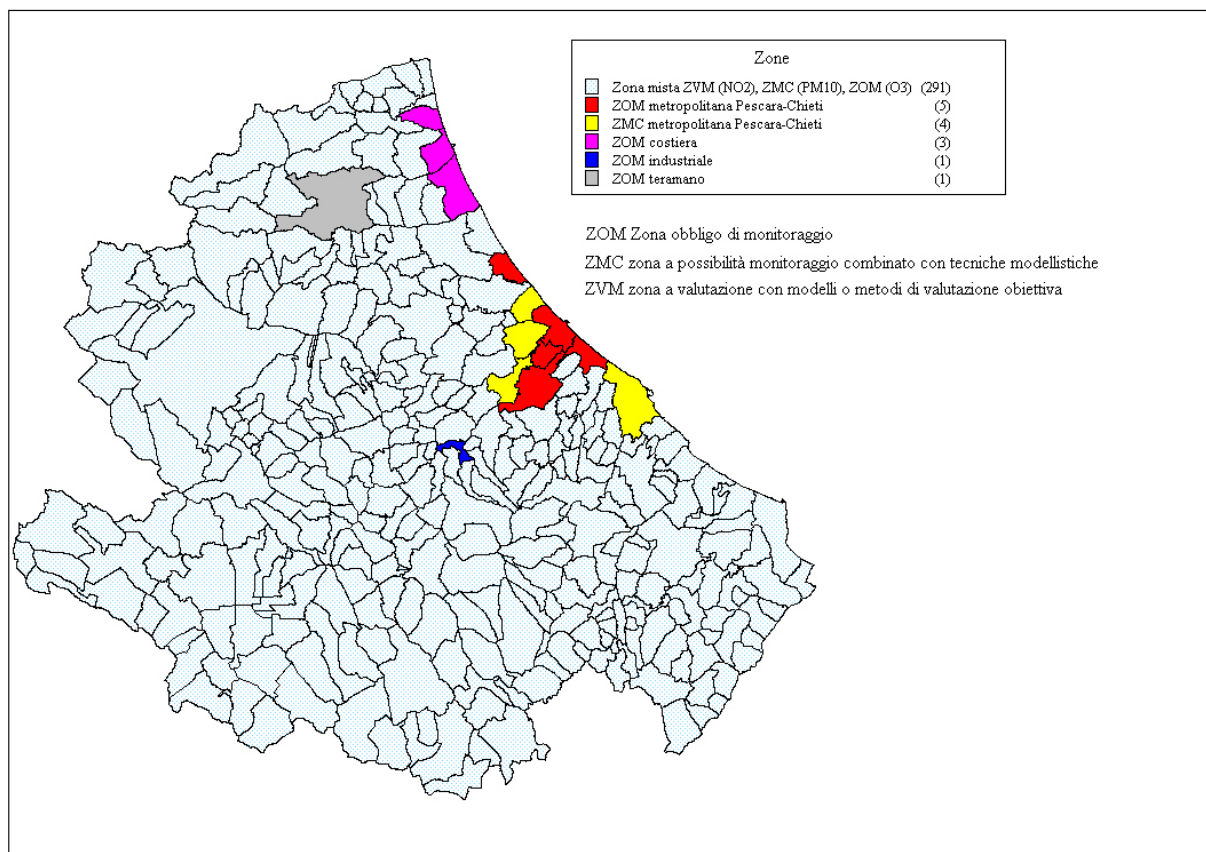 Zone
Zona mista ZVM (NO2), ZMC (PM10), ZOM (O3) (291)
ZOM metropolitana Pescara-Chieti (5)
ZMC metropolitana Pescara-Chieti (4)
ZOM costiera (3)
ZOM industriale (1)
ZOM teramano (1)
ZOM Zona obbligo di monitoraggio
ZMC zona a possibilità monitoraggio combinato con tecniche modellistiche
ZVM zona a valutazione con modelli o metodi di valutazione obiettiva